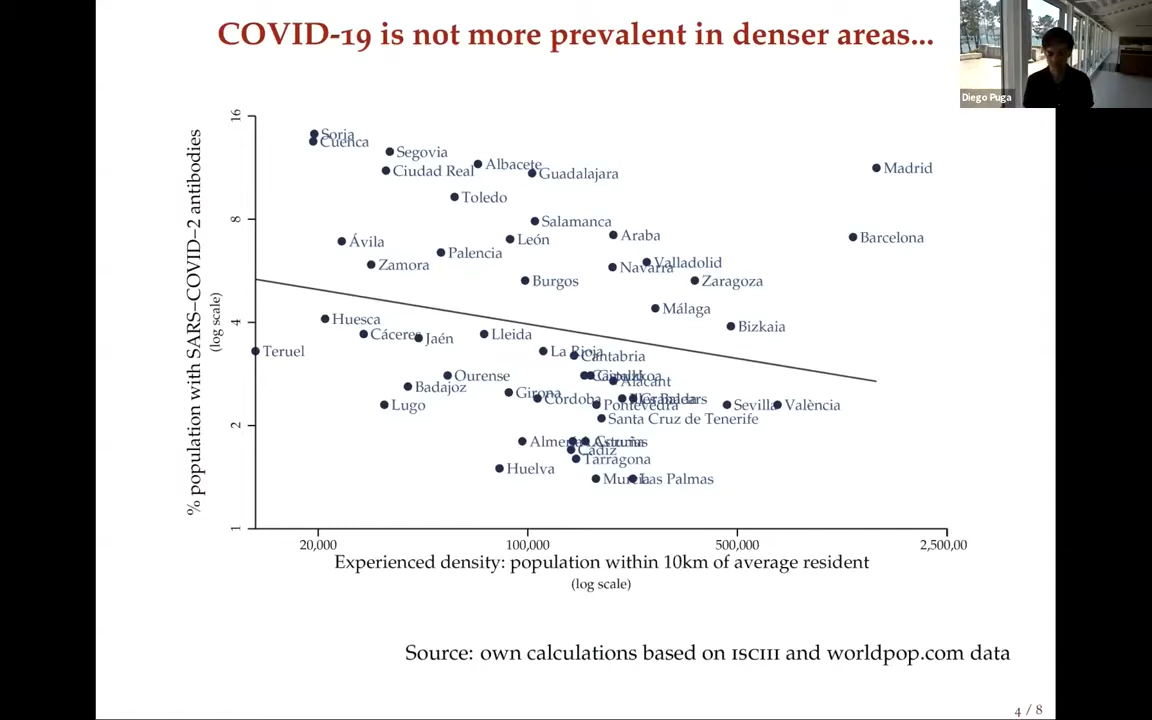 COVID-19 is not more prevalent in denser areas...
Diego Puga
% population with SARS−COVID−2 antibodies
(log scale)
16
8
4
2
1
Soria
Cuenca
Segovia
Ciudad Real
Albacete
Guadalajara
Madrid
Toledo
Salamanca
Araba
Barcelona
Ávila
León
Palencia
Zamora
Navarra
Valladolid
Burgos
Zaragoza
Málaga
Huesca
Bizkaia
Cáceres
Jaén
Lleida
Teruel
La Rioja
Cantabria
Ourense
Gipuzkoa
Alacant
Badajoz
Girona
Córdoba
Lugo
Pontevedra
Sevilla
València
Santa Cruz de Tenerife
Asturias
Cádiz
Tarragona
Huelva
Murcia
Las Palmas
20,000
100,000
500,000
2,500,00
Experienced density: population within 10km of average resident
(log scale)
Source: own calculations based on ISCIII and worldpop.com data
4 / 8